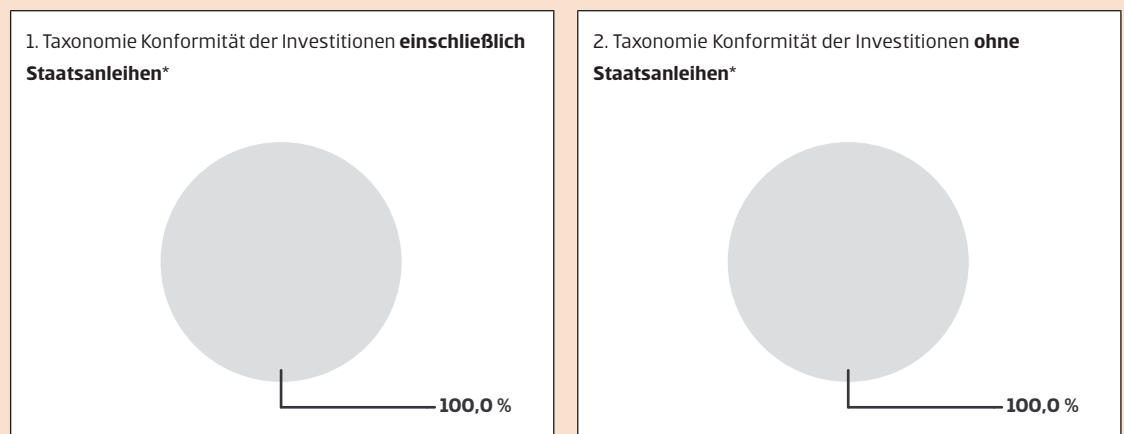 1. Taxonomie Konformität der Investitionen einschließlich
Staatsanleihen*
100,0 %
2. Taxonomie Konformität der Investitionen ohne
Staatsanleihen*
100,0 %